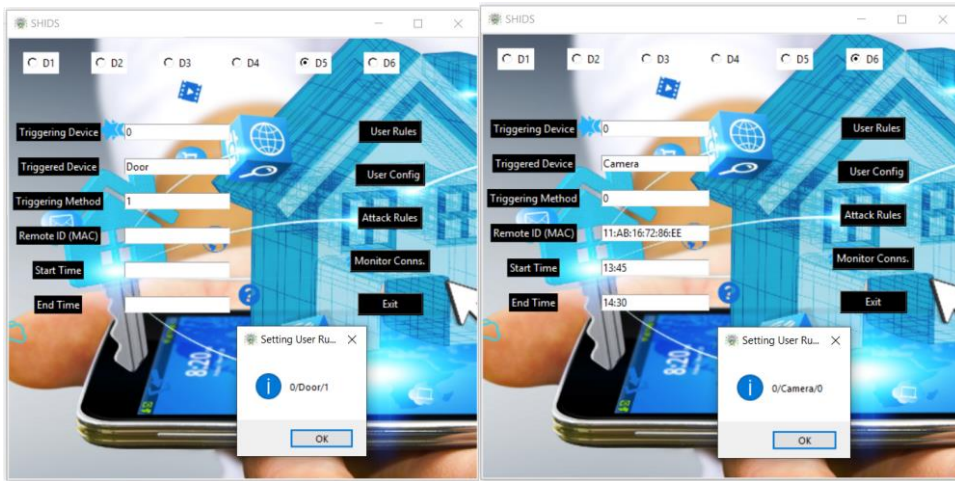 SHIDS
D1 D2 D3 D4 D5 D6
Triggering Device 0 User Rules
Triggered Device Door User Config
Triggering Method 1 Attack Rules
Remote ID (MAC) Monitor Conns.
Start Time
End Time Exit
8:20
Setting User Ru...
0/Door/1
OK
SHIDS
D1 D2 D3 D4 D5 D6
Triggering Device 0 User Rules
Triggered Device Camera User Config
Triggering Method 0 Attack Rules
Remote ID (MAC) 11:AB:16:72:86:EE
Start Time 13:45 Monitor Conns.
End Time 14:30 Exit
8:20
Setting User Ru...
0/Camera/0
OK